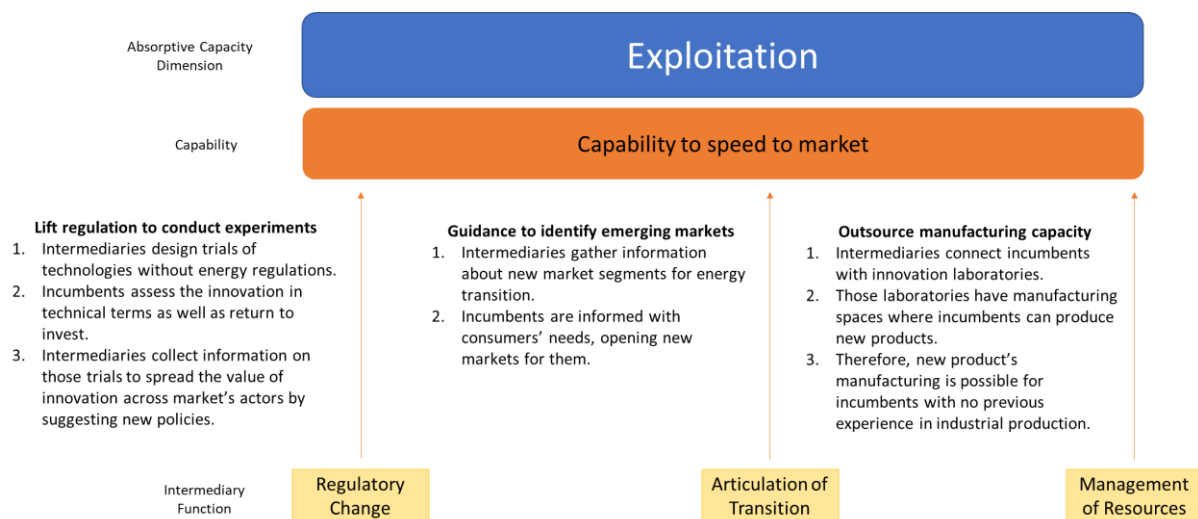 Absorptive Capacity
Dimension
Exploitation
Capability
Capability to speed to market
Lift regulation to conduct experiments
1. Intermediaries design trials of
technologies without energy regulations.
2. Incumbents assess the innovation in
technical terms as well as return to
invest.
3. Intermediaries collect information on
those trials to spread the value of
innovation across market's actors by
suggesting new policies.
Guidance to identify emerging markets
1. Intermediaries gather information
about new market segments for energy
transition.
2. Incumbents are informed with
consumers' needs, opening new
markets for them.
Outsource manufacturing capacity
1. Intermediaries connect incumbents
with innovation laboratories.
2. Those laboratories have manufacturing
spaces where incumbents can produce
new products.
3. Therefore, new product's
manufacturing is possible for
incumbents with no previous
experience in industrial production.
Intermediary
Function
Regulatory
Change
Articulation of
Transition
Management
of Resources